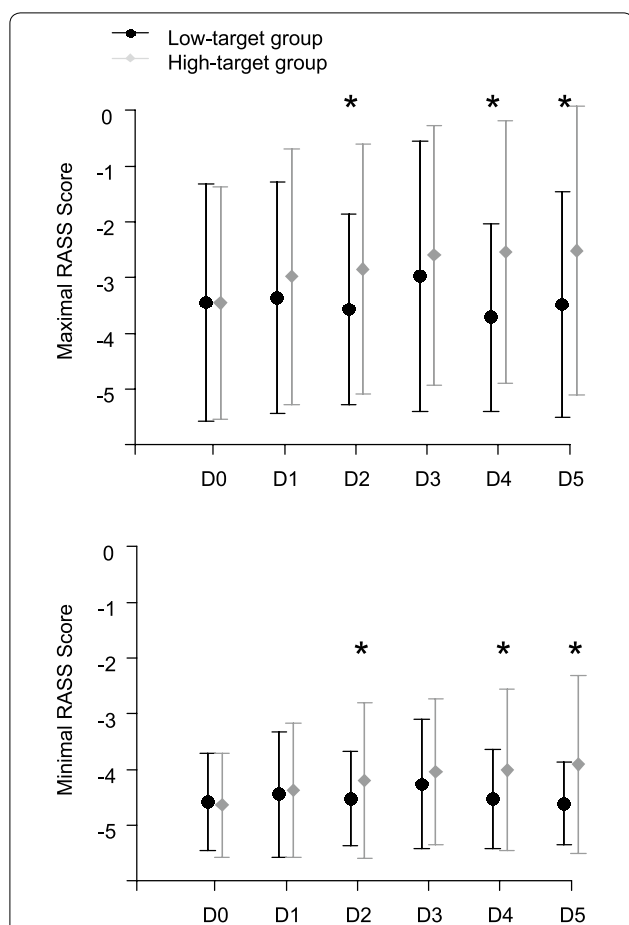 Low-target group
High-target group
* * *
0
-1
-2
-3
-4
-5
Maximal RASS Score
D0 D1 D2 D3 D4 D5
0
-1
-2
-3
-4
-5
Minimal RASS Score
* * *
D0 D1 D2 D3 D4 D5